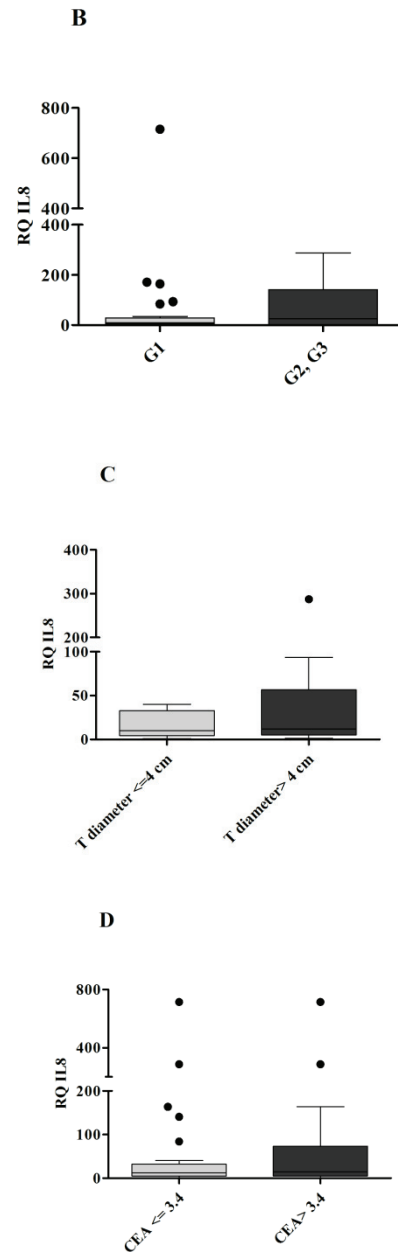 B
800
600
400
400
200
0
RQ IL8
G1
G2, G3
C
400
300
200
100
50
0
RQ IL8
T diameter <=4 cm
T diameter> 4 cm
D
800
400
200
100
0
RQ IL8
CEA <= 3.4
CEA> 3.4